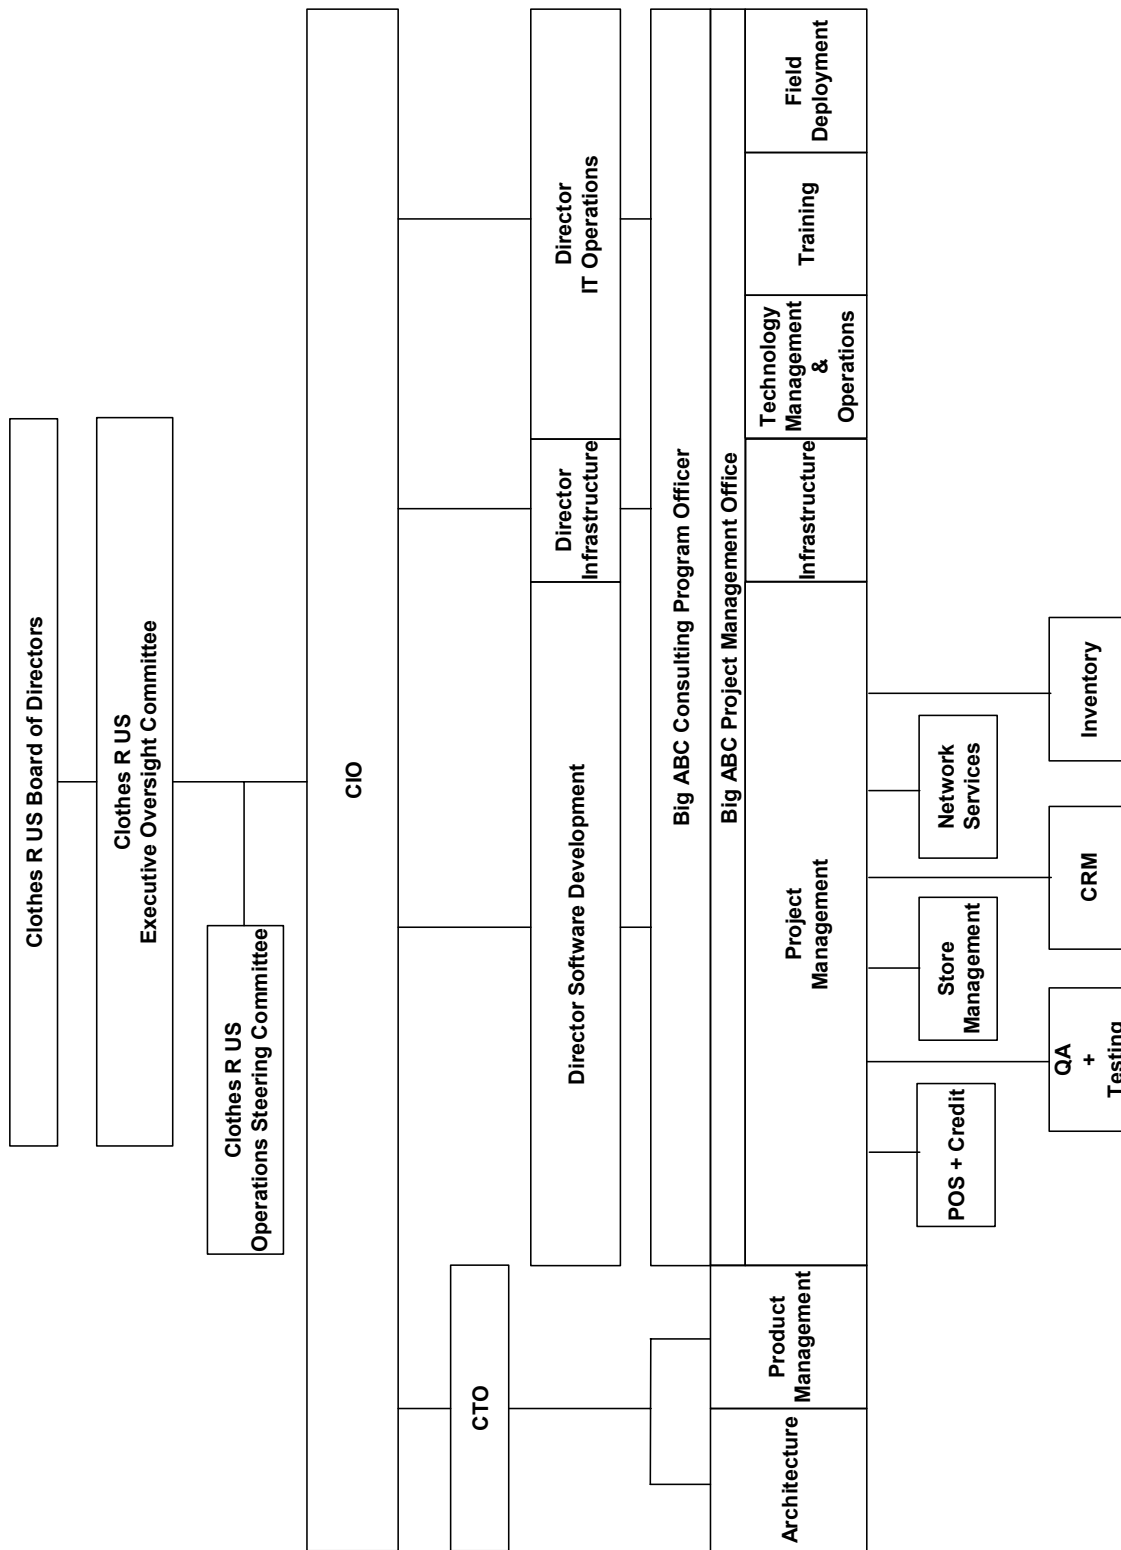 Clothes R US Board of Directors
Clothes R US
Executive Oversight Committee
Clothes R US
Operations Steering Committee
CIO
CTO
Director Software Development
Director
Infrastructure
Director
IT Operations
Big ABC Consulting Program Officer
Big ABC Project Management Office
Architecture
Product
Management
Project
Management
Infrastructure
Technology
Management
&
Operations
Training
Field
Deployment
POS + Credit
Store
Management
Network
Services
QA
+
Testing
CRM
Inventory